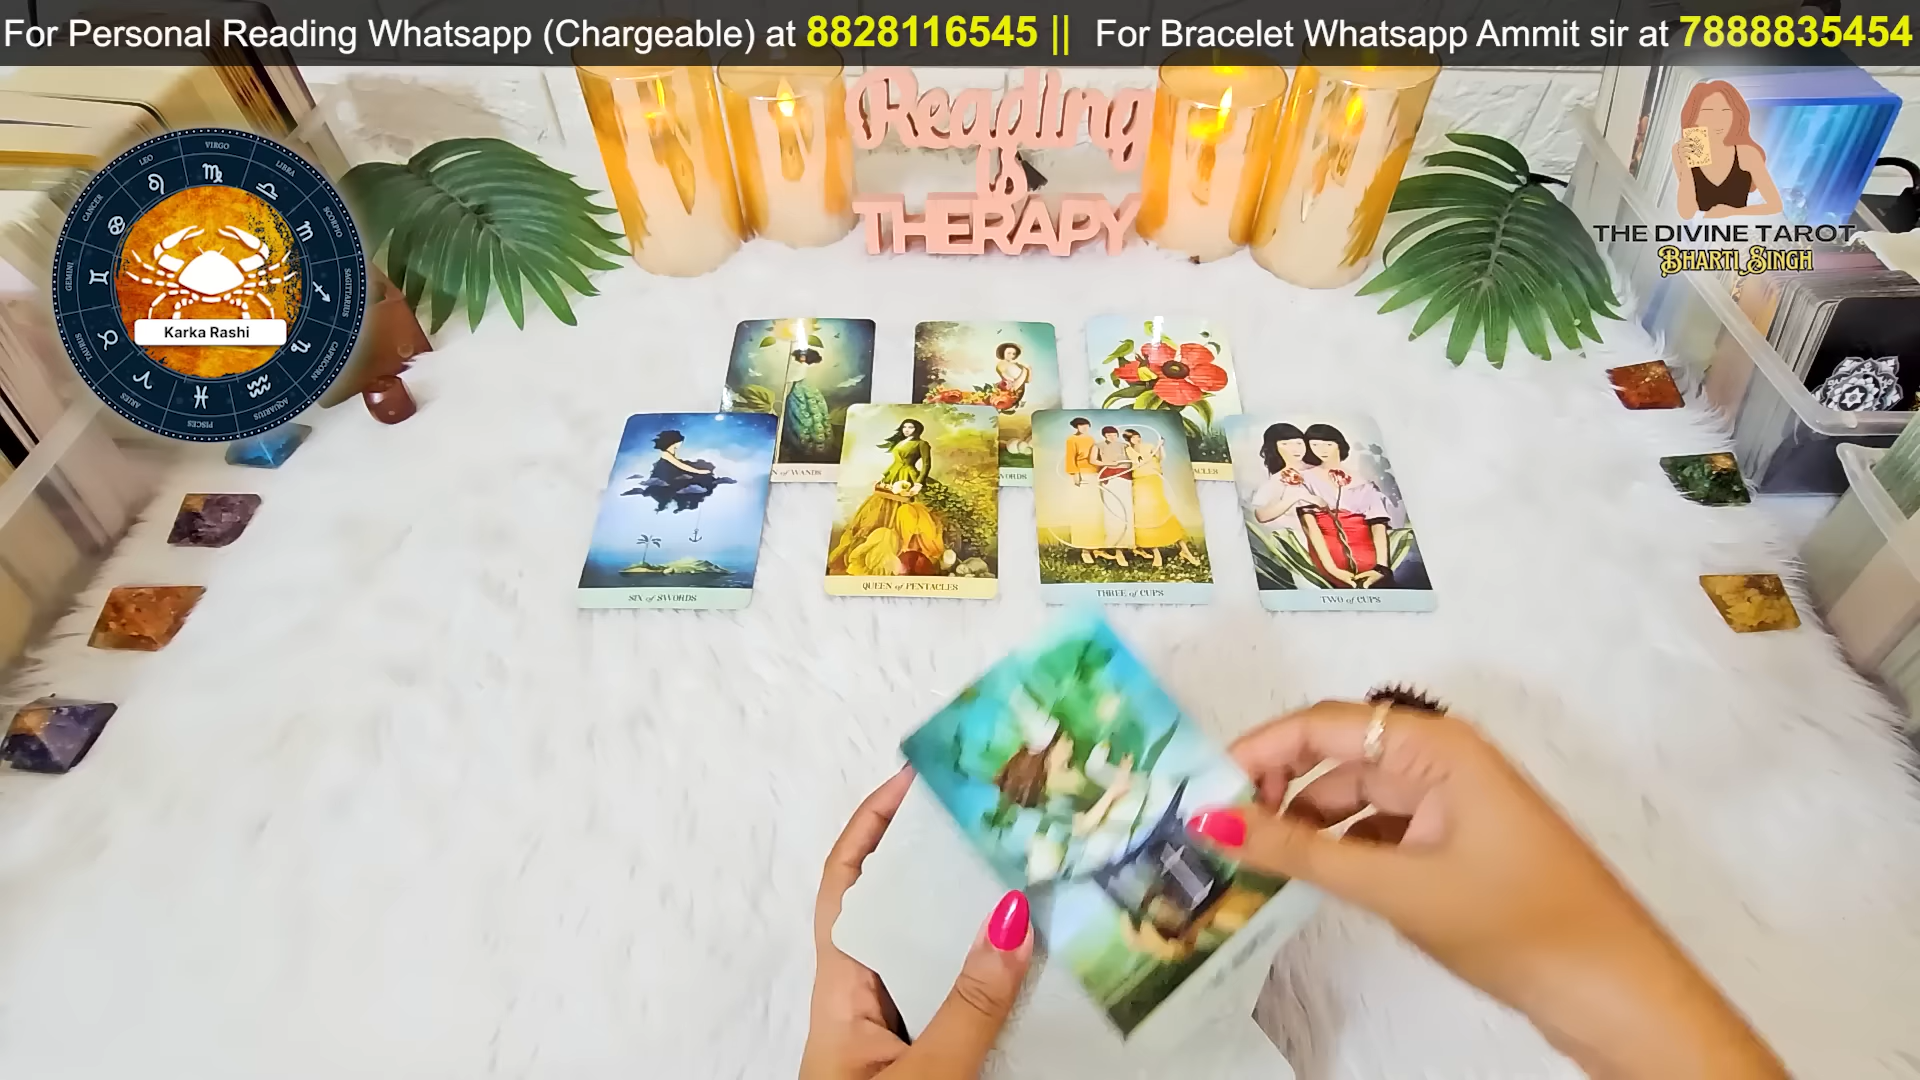 For Personal Reading Whatsapp (Chargeable) at 8828116545 || For Bracelet Whatsapp Ammit sir at 7888835454
Reading
is
THERAPY
VIRGO
LEO
LIBRA
CANCER
SCORPIO
GEMINI
SAGITTARIUS
Karka Rashi
TAURUS
CAPRICORN
ARIES
AQUARIUS
PISCES
THE DIVINE TAROT
BHARTI SINGH
of WANDS
SIX of SWORDS
QUEEN of PENTACLES
THREE of CUPS
TWO of CUPS